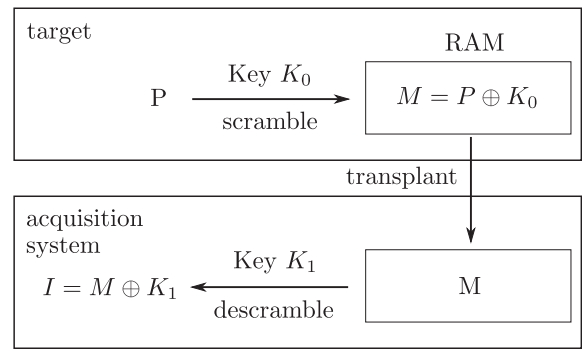 target
RAM
Key K₀
P
M = P ⊕ K₀
scramble
transplant
acquisition
system
Key K₁
I = M ⊕ K₁
M
descramble